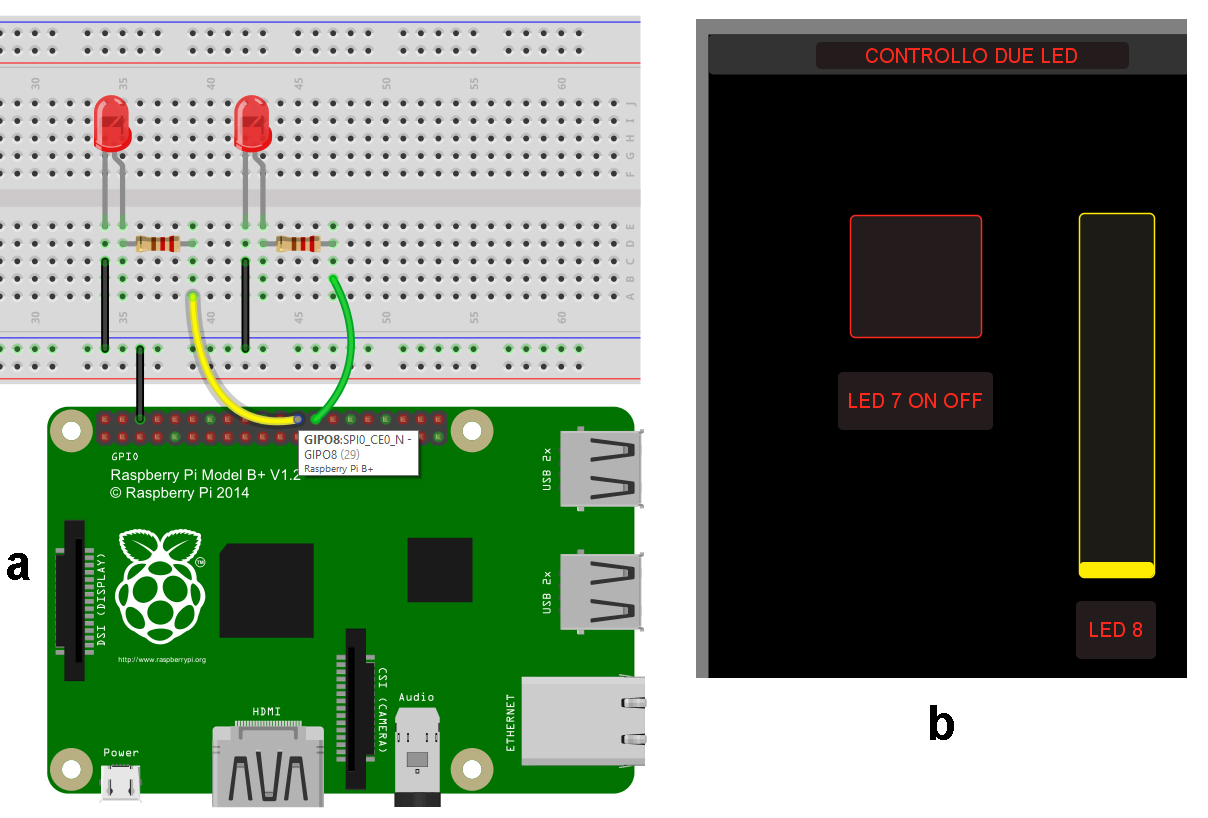 30 35 40 45 50 55 60
J
I
H
G
F
E
D
C
B
A
30 35 40 45 50 55 60
GIPO8:SPI0_CE0_N -
GIPO8 (29)
Raspberry Pi B+
GPIO
Raspberry Pi Model B+ V1.2
© Raspberry Pi 2014
USB 2x
USB 2x
DSI (DISPLAY)
TM
http://www.raspberrypi.org
CSI (CAMERA)
Audio
ETHERNET
HDMI
Power
a
CONTROLLO DUE LED
LED 7 ON OFF
LED 8
b